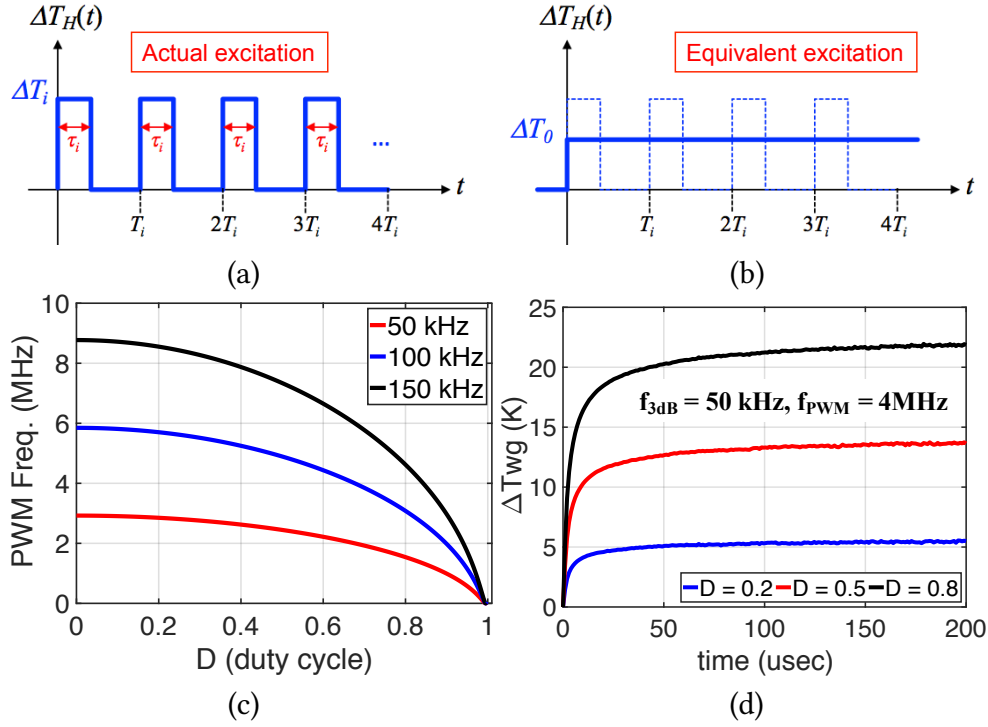 ΔT_H(t)
Actual excitation
ΔT_i
τ_i τ_i τ_i τ_i
...
t
T_i 2T_i 3T_i 4T_i
(a)
ΔT_H(t)
Equivalent excitation
ΔT_0
t
T_i 2T_i 3T_i 4T_i
(b)
PWM Freq. (MHz)
10
8
6
4
2
0
50 kHz
100 kHz
150 kHz
0 0.2 0.4 0.6 0.8 1
D (duty cycle)
(c)
ΔTwg (K)
25
20
15
10
5
0
f_3dB = 50 kHz, f_PWM = 4MHz
D = 0.2 D = 0.5 D = 0.8
0 50 100 150 200
time (usec)
(d)